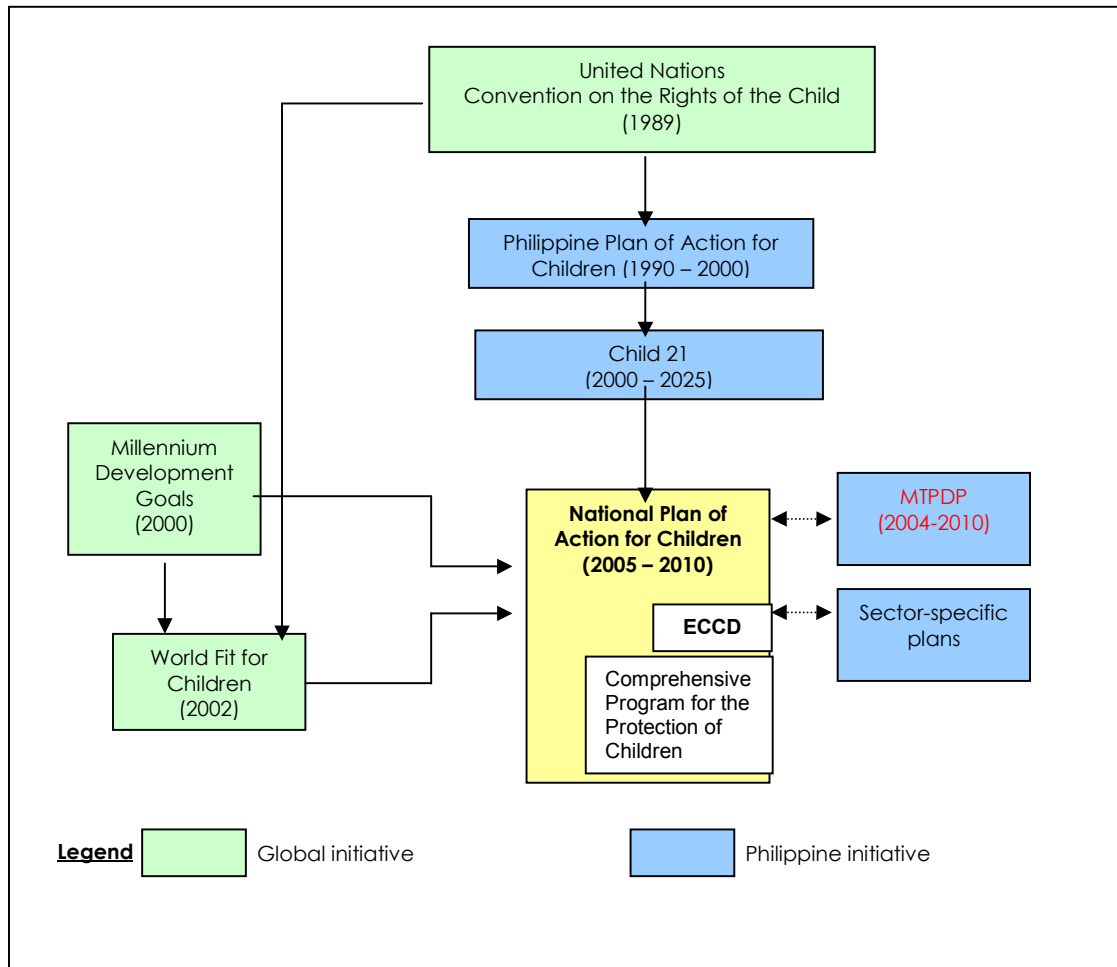 United Nations
Convention on the Rights of the Child
(1989)
Philippine Plan of Action for
Children (1990 – 2000)
Child 21
(2000 – 2025)
Millennium
Development
Goals
(2000)
National Plan of
Action for Children
(2005 – 2010)
MTPDP
(2004-2010)
ECCD
Sector-specific
plans
World Fit for
Children
(2002)
Comprehensive
Program for the
Protection of
Children
Legend
Global initiative
Philippine initiative